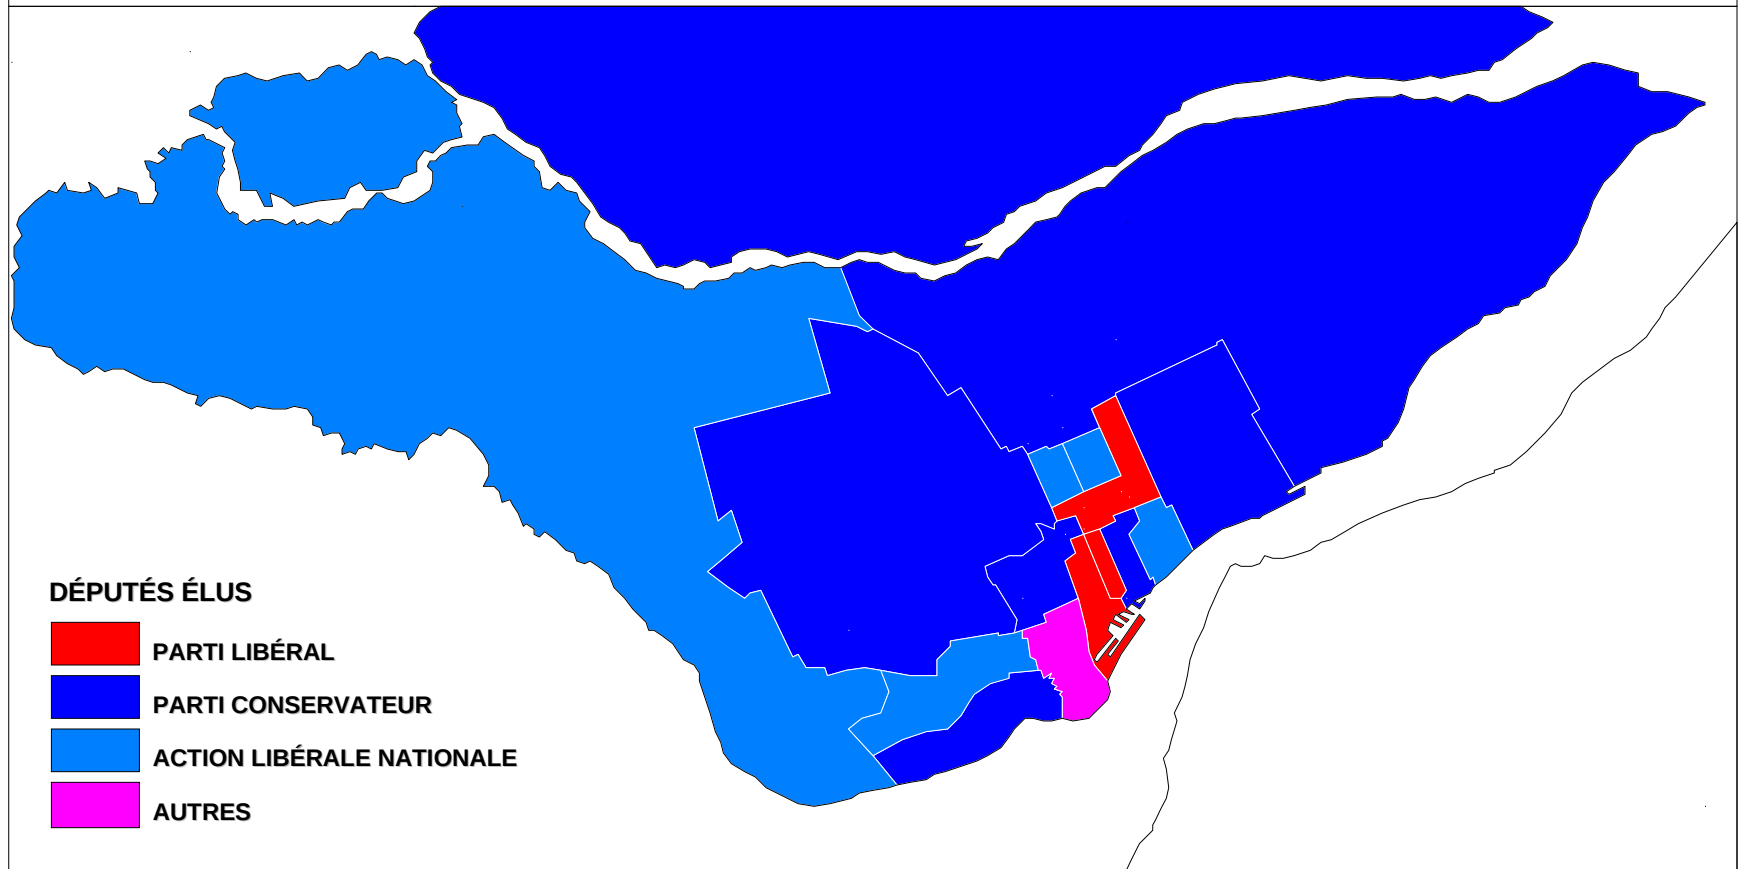 DÉPUTÉS ÉLUS
PARTI LIBÉRAL
PARTI CONSERVATEUR
ACTION LIBÉRALE NATIONALE
AUTRES